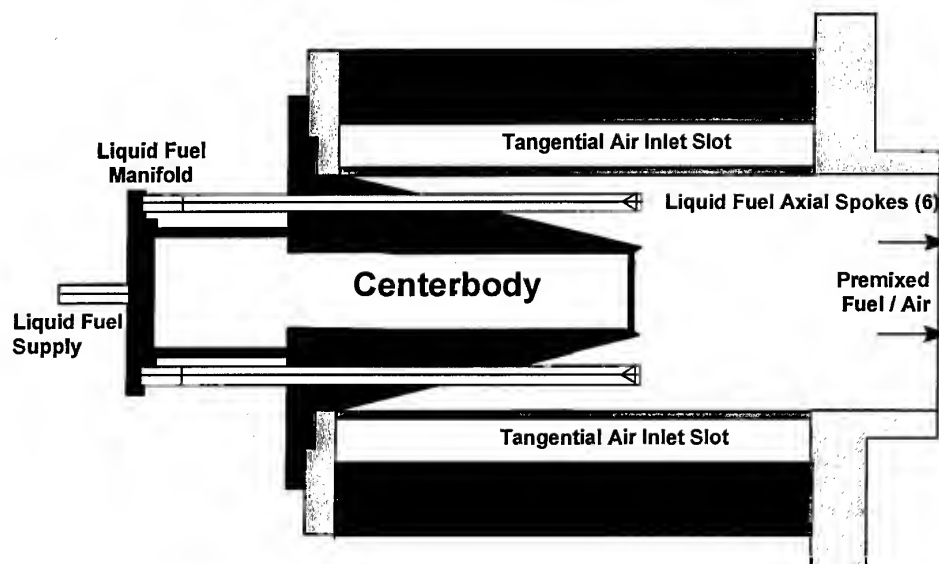 Tangential Air Inlet Slot
Liquid Fuel
Manifold
Liquid Fuel Axial Spokes (6)
Centerbody
Premixed
Fuel / Air
Liquid Fuel
Supply
Tangential Air Inlet Slot